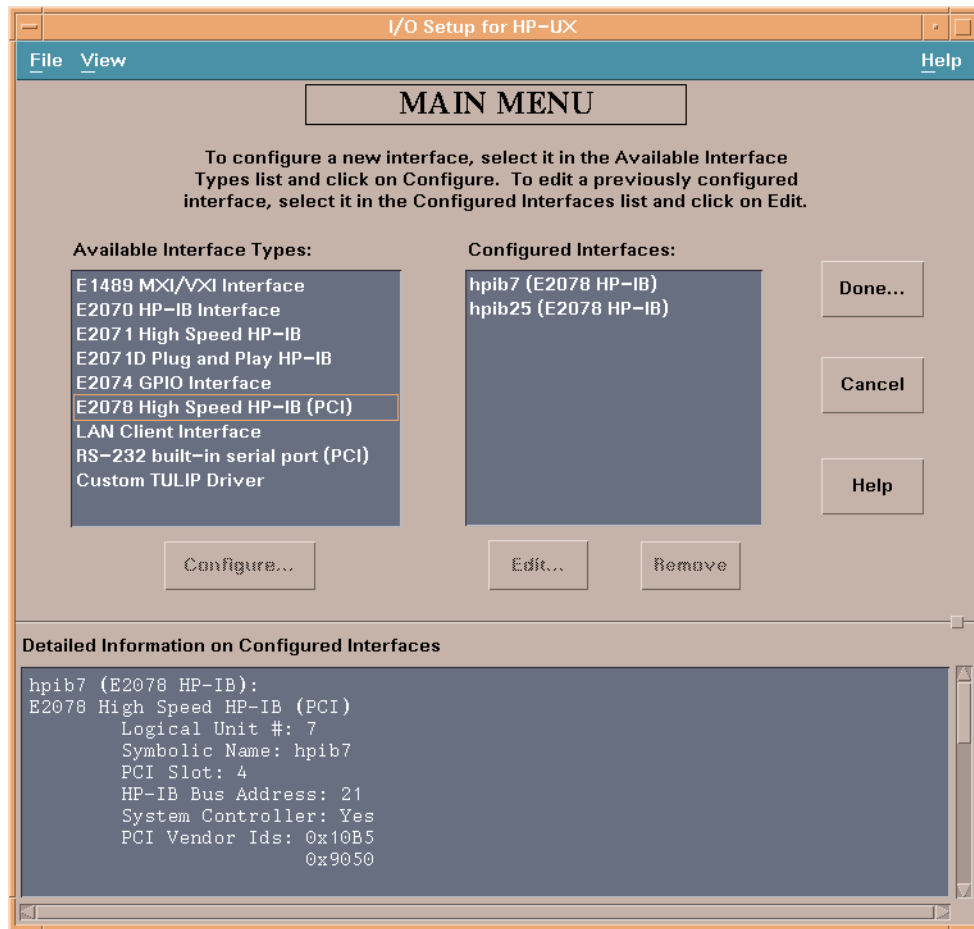 I/O Setup for HP-UX
File View Help
MAIN MENU
To configure a new interface, select it in the Available Interface
Types list and click on Configure. To edit a previously configured
interface, select it in the Configured Interfaces list and click on Edit.
Available Interface Types:
E1489 MXI/VXI Interface
E2070 HP-IB Interface
E2071 High Speed HP-IB
E2071D Plug and Play HP-IB
E2074 GPIO Interface
E2078 High Speed HP-IB (PCI)
LAN Client Interface
RS-232 built-in serial port (PCI)
Custom TULIP Driver
Configure...
Configured Interfaces:
hpib7 (E2078 HP-IB)
hpib25 (E2078 HP-IB)
Edit... Remove
Done...
Cancel
Help
Detailed Information on Configured Interfaces
hpib7 (E2078 HP-IB):
E2078 High Speed HP-IB (PCI)
Logical Unit #: 7
Symbolic Name: hpib7
PCI Slot: 4
HP-IB Bus Address: 21
System Controller: Yes
PCI Vendor Ids: 0x10B5
0x9050